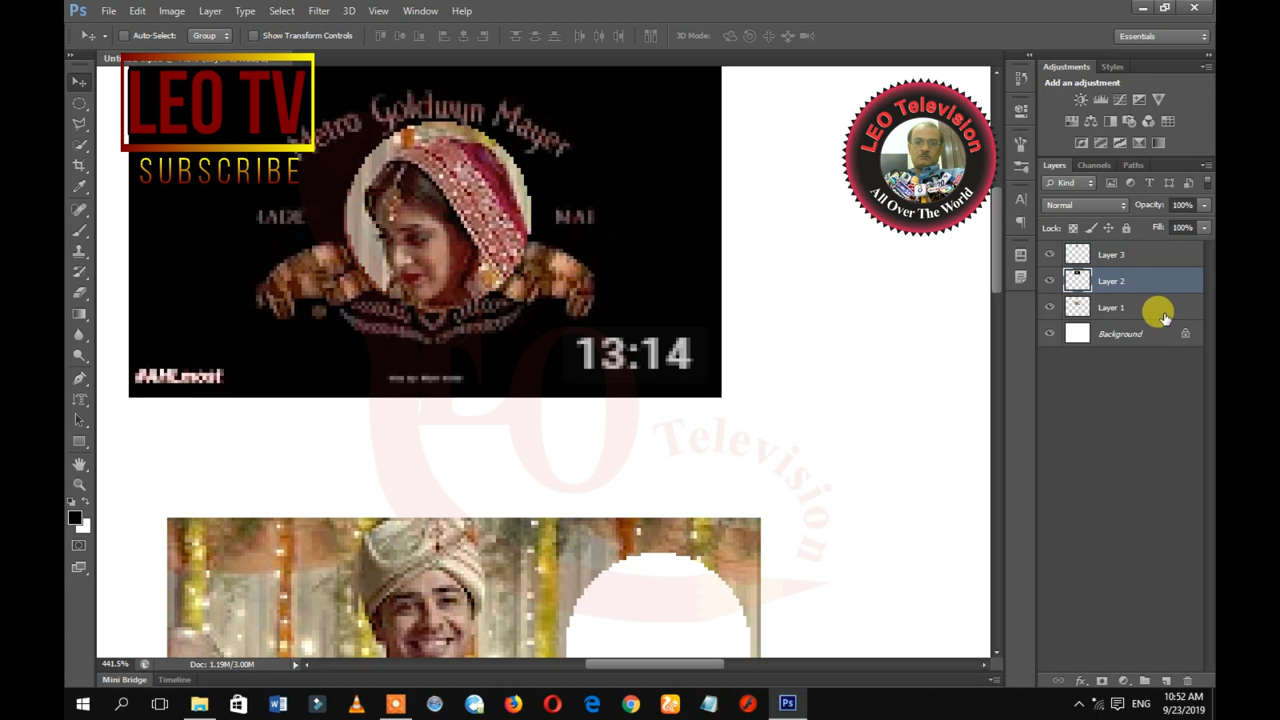 Ps File Edit Image Layer Type Select Filter 3D View Window Help
Auto-Select: Group Show Transform Controls 3D Mode: Essentials
LEO TV
SUBSCRIBE
Metro Goldwyn Mayer
13:14
LEO Television
All Over The World
Television
Adjustments Styles
Add an adjustment
Layers Channels Paths
Kind
Normal Opacity: 100%
Lock: Fill: 100%
Layer 3
Layer 2
Layer 1
Background
441.5% Doc: 1.19M/3.00M
Mini Bridge Timeline
ENG 10:52 AM
9/23/2019